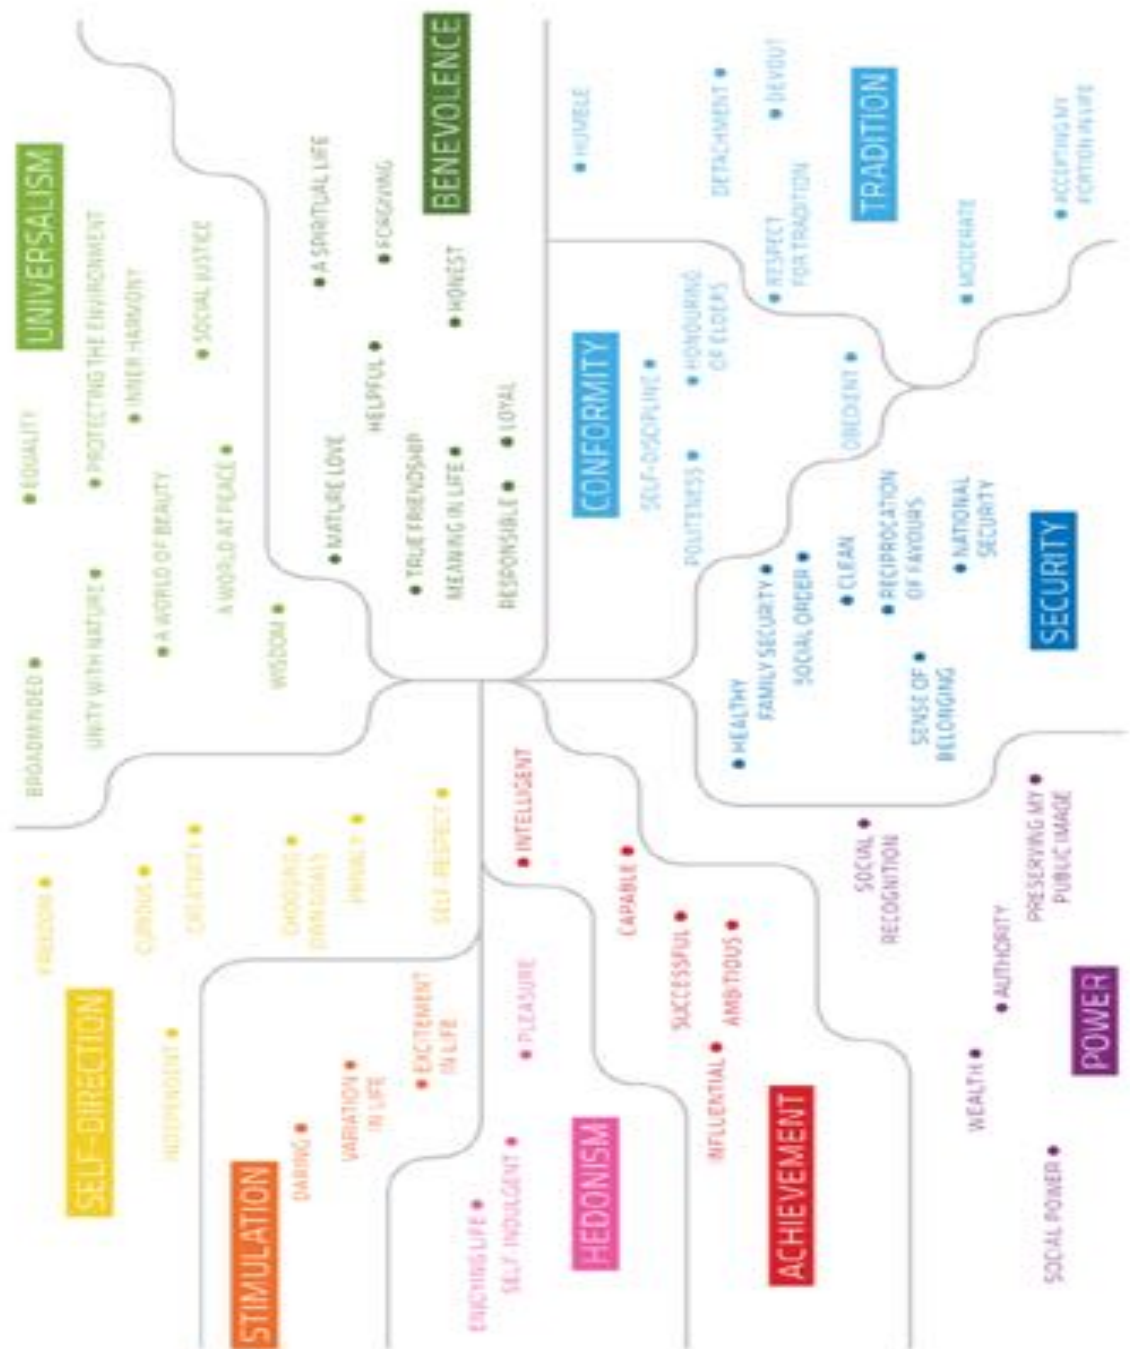 UNIVERSALISM
EQUALITY
BROADMINDED
PROTECTING THE ENVIRONMENT
UNITY WITH NATURE
INNER HARMONY
A WORLD OF BEAUTY
SOCIAL JUSTICE
A WORLD AT PEACE
WISDOM
BENEVOLENCE
A SPIRITUAL LIFE
FORGIVING
HONEST
HELPFUL
MATURE LOVE
TRUE FRIENDSHIP
MEANING IN LIFE
RESPONSIBLE
LOYAL
TRADITION
HUMBLE
DETACHMENT
DEVOUT
RESPECT
FOR TRADITION
MODERATE
ACCEPTING MY
PORTION IN LIFE
CONFORMITY
SELF-DISCIPLINE
HONOURING
OF ELDERS
POLITENESS
OBEDIENT
SECURITY
HEALTHY
FAMILY SECURITY
SOCIAL ORDER
CLEAN
RECIPROCATION
OF FAVOURS
NATIONAL
SECURITY
SENSE OF
BELONGING
SELF-DIRECTION
FREEDOM
CURIOUS
CREATIVITY
CHOOSING
OWN GOALS
PRIVACY
SELF-RESPECT
INDEPENDENT
STIMULATION
DARING
VARIATION
IN LIFE
EXCITEMENT
IN LIFE
HEDONISM
PLEASURE
ENJOYING LIFE
SELF-INDULGENT
ACHIEVEMENT
INTELLIGENT
CAPABLE
SUCCESSFUL
AMBITIOUS
INFLUENTIAL
POWER
SOCIAL
RECOGNITION
PRESERVING MY
PUBLIC IMAGE
AUTHORITY
WEALTH
SOCIAL POWER